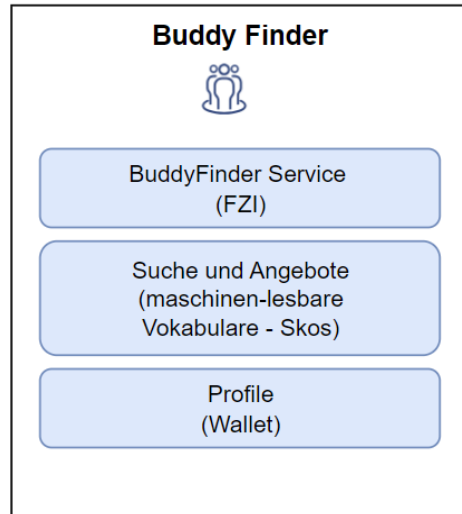 Buddy Finder
BuddyFinder Service
(FZI)
Suche und Angebote
(maschinen-lesbare
Vokabulare - Skos)
Profile
(Wallet)